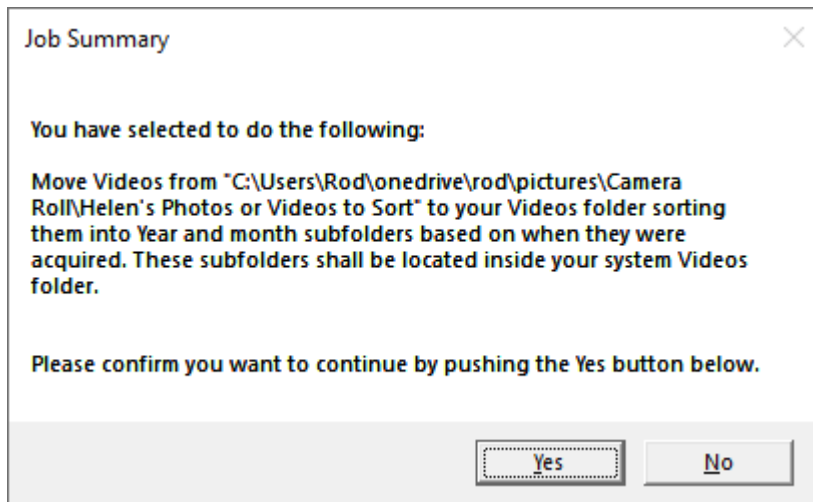 Job Summary
You have selected to do the following:
Move Videos from "C:\Users\Rod\onedrive\rod\pictures\Camera
Roll\Helen's Photos or Videos to Sort" to your Videos folder sorting
them into Year and month subfolders based on when they were
acquired. These subfolders shall be located inside your system Videos
folder.
Please confirm you want to continue by pushing the Yes button below.
Yes
No